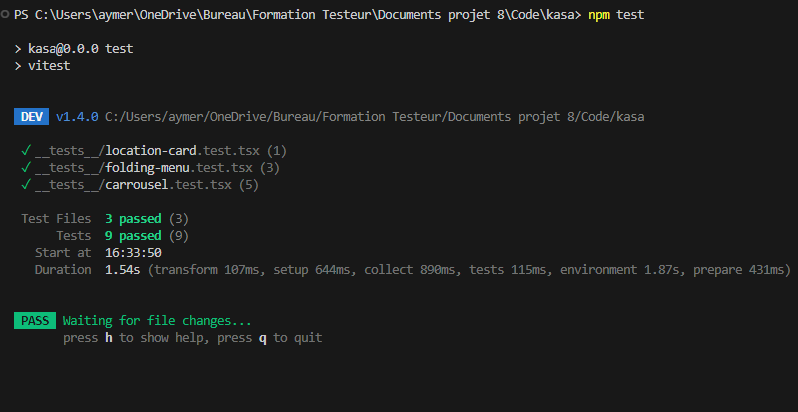 PS C:\Users\aymer\OneDrive\Bureau\Formation Testeur\Documents projet 8\Code\kasa> npm test
> kasa@0.0.0 test
> vitest
DEV v1.4.0 C:/Users/aymer/OneDrive/Bureau/Formation Testeur/Documents projet 8/Code/kasa
✓ __tests__/location-card.test.tsx (1)
✓ __tests__/folding-menu.test.tsx (3)
✓ __tests__/carrousel.test.tsx (5)
Test Files 3 passed (3)
Tests 9 passed (9)
Start at 16:33:50
Duration 1.54s (transform 107ms, setup 644ms, collect 890ms, tests 115ms, environment 1.87s, prepare 431ms)
PASS Waiting for file changes...
press h to show help, press q to quit